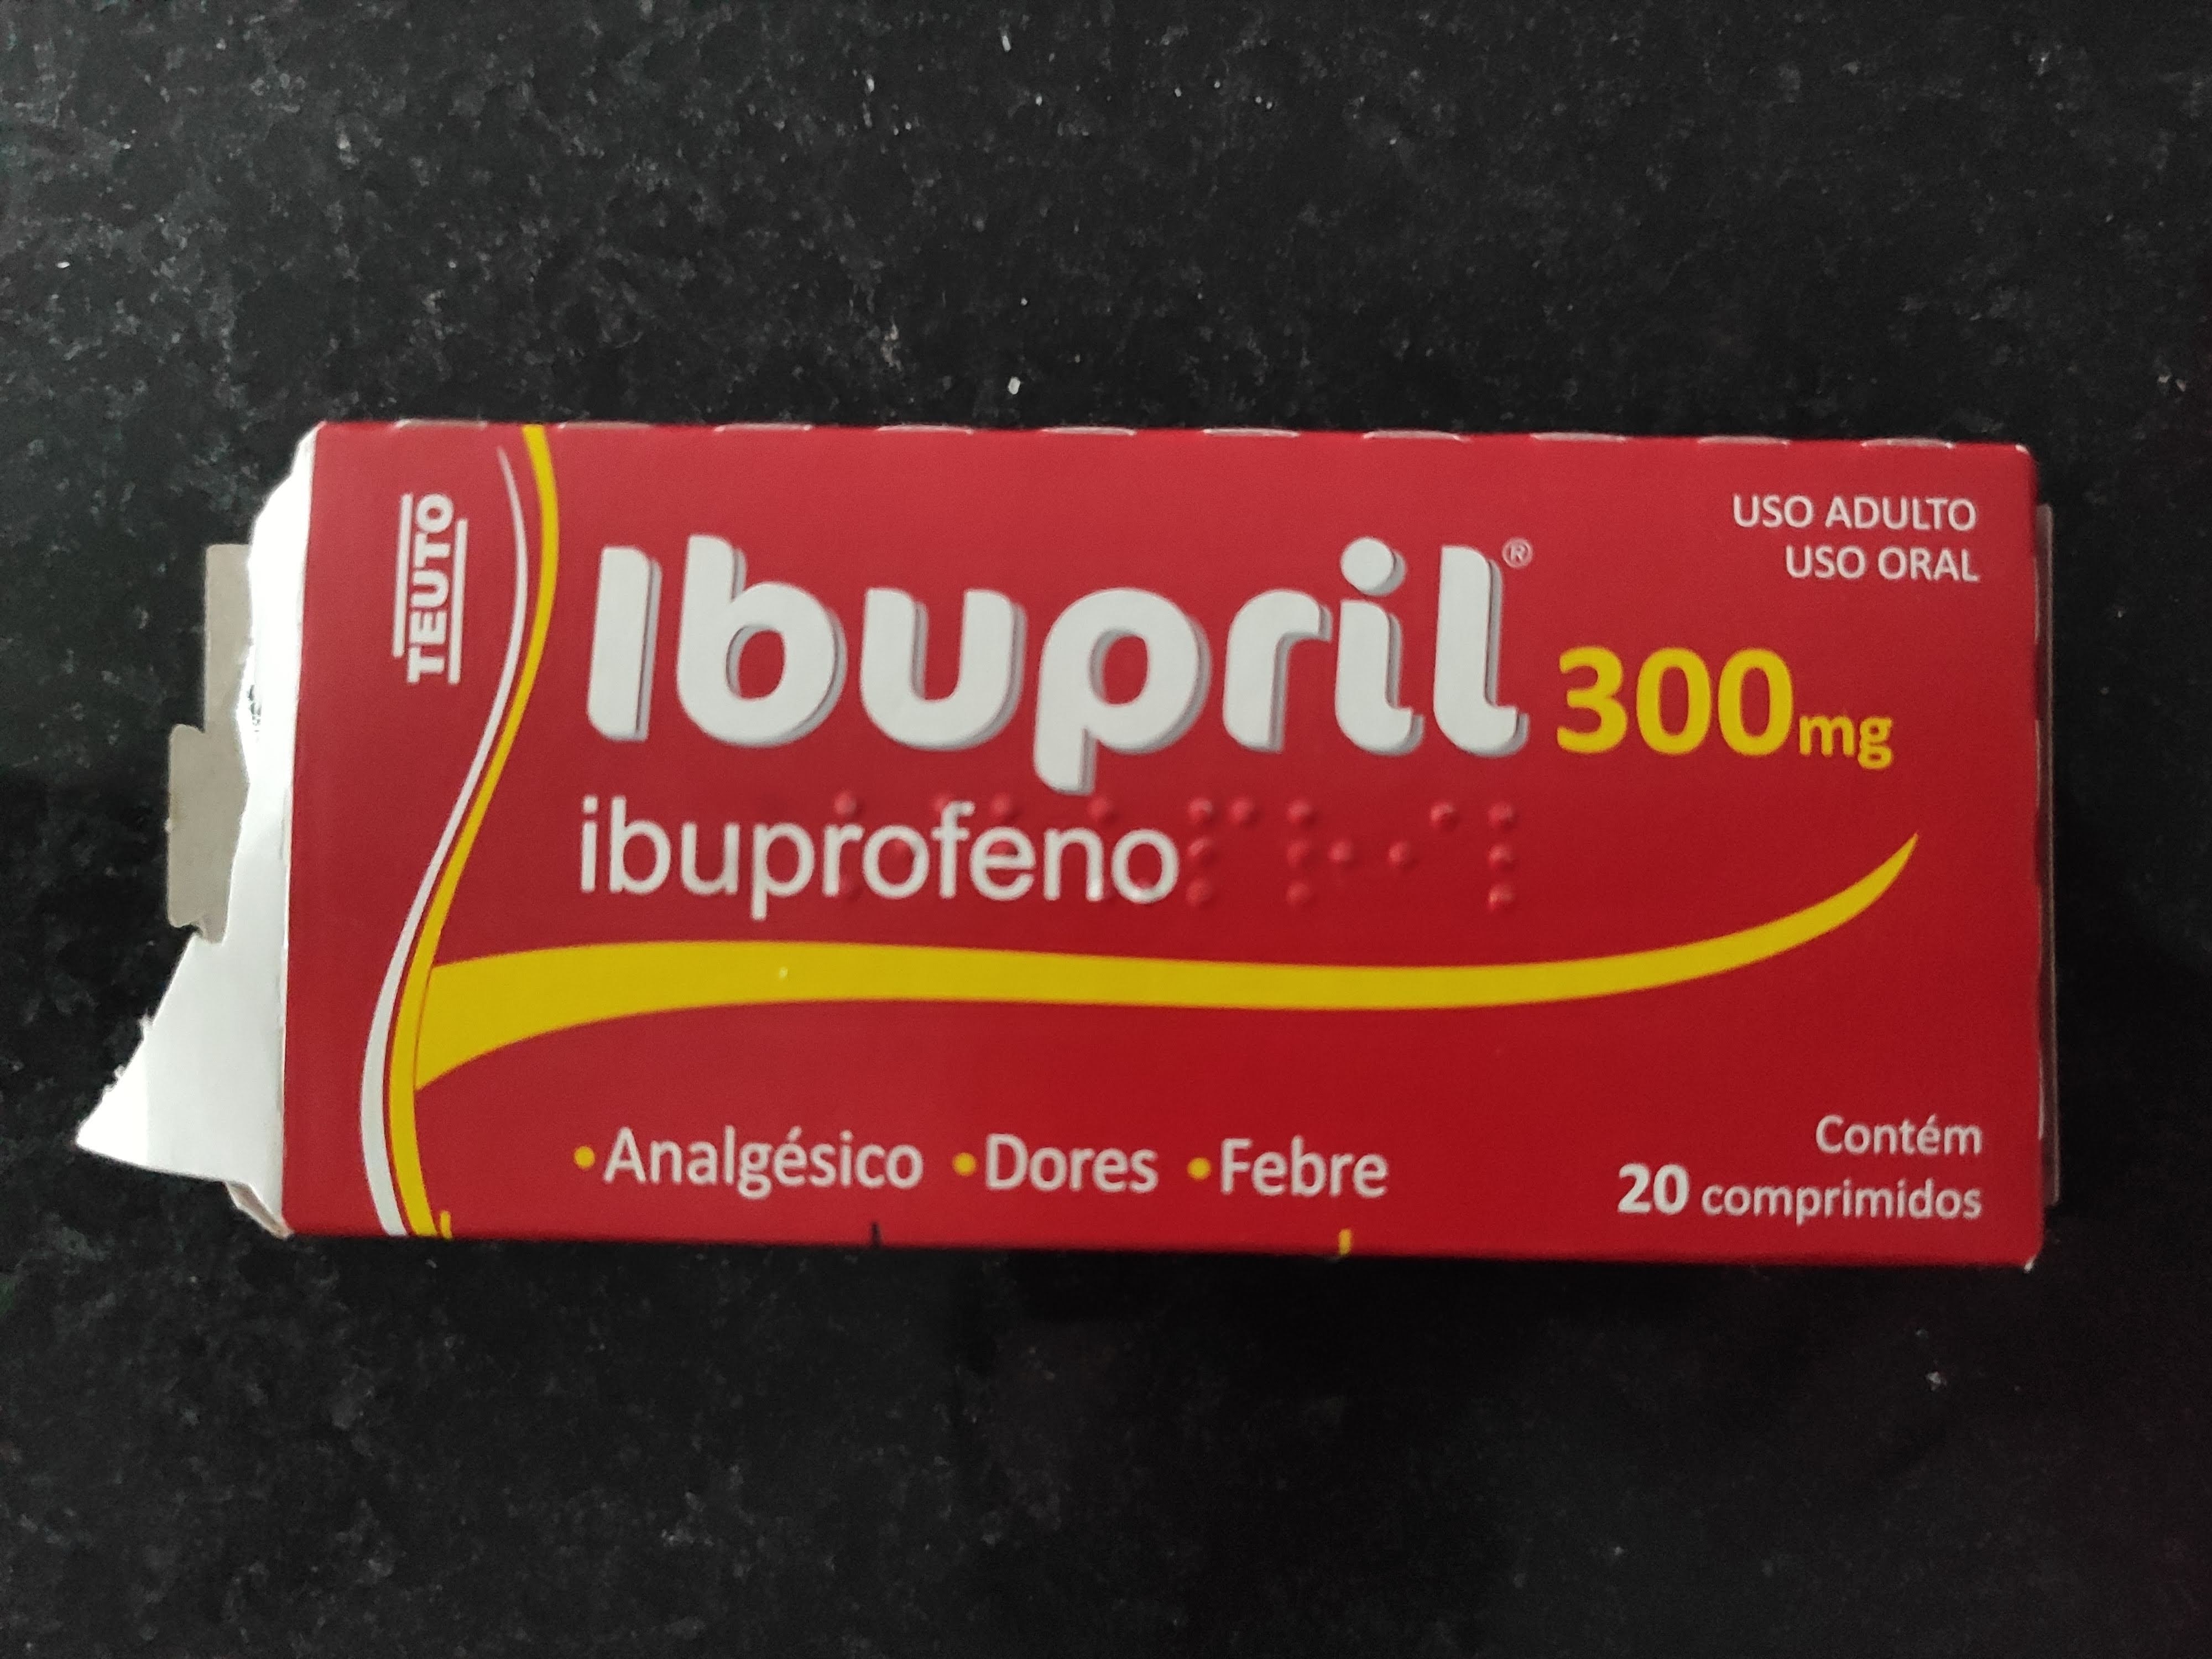 TEUTO
USO ADULTO
USO ORAL
Ibupril® 300mg
ibuprofeno
•Analgésico •Dores •Febre
Contém
20 comprimidos